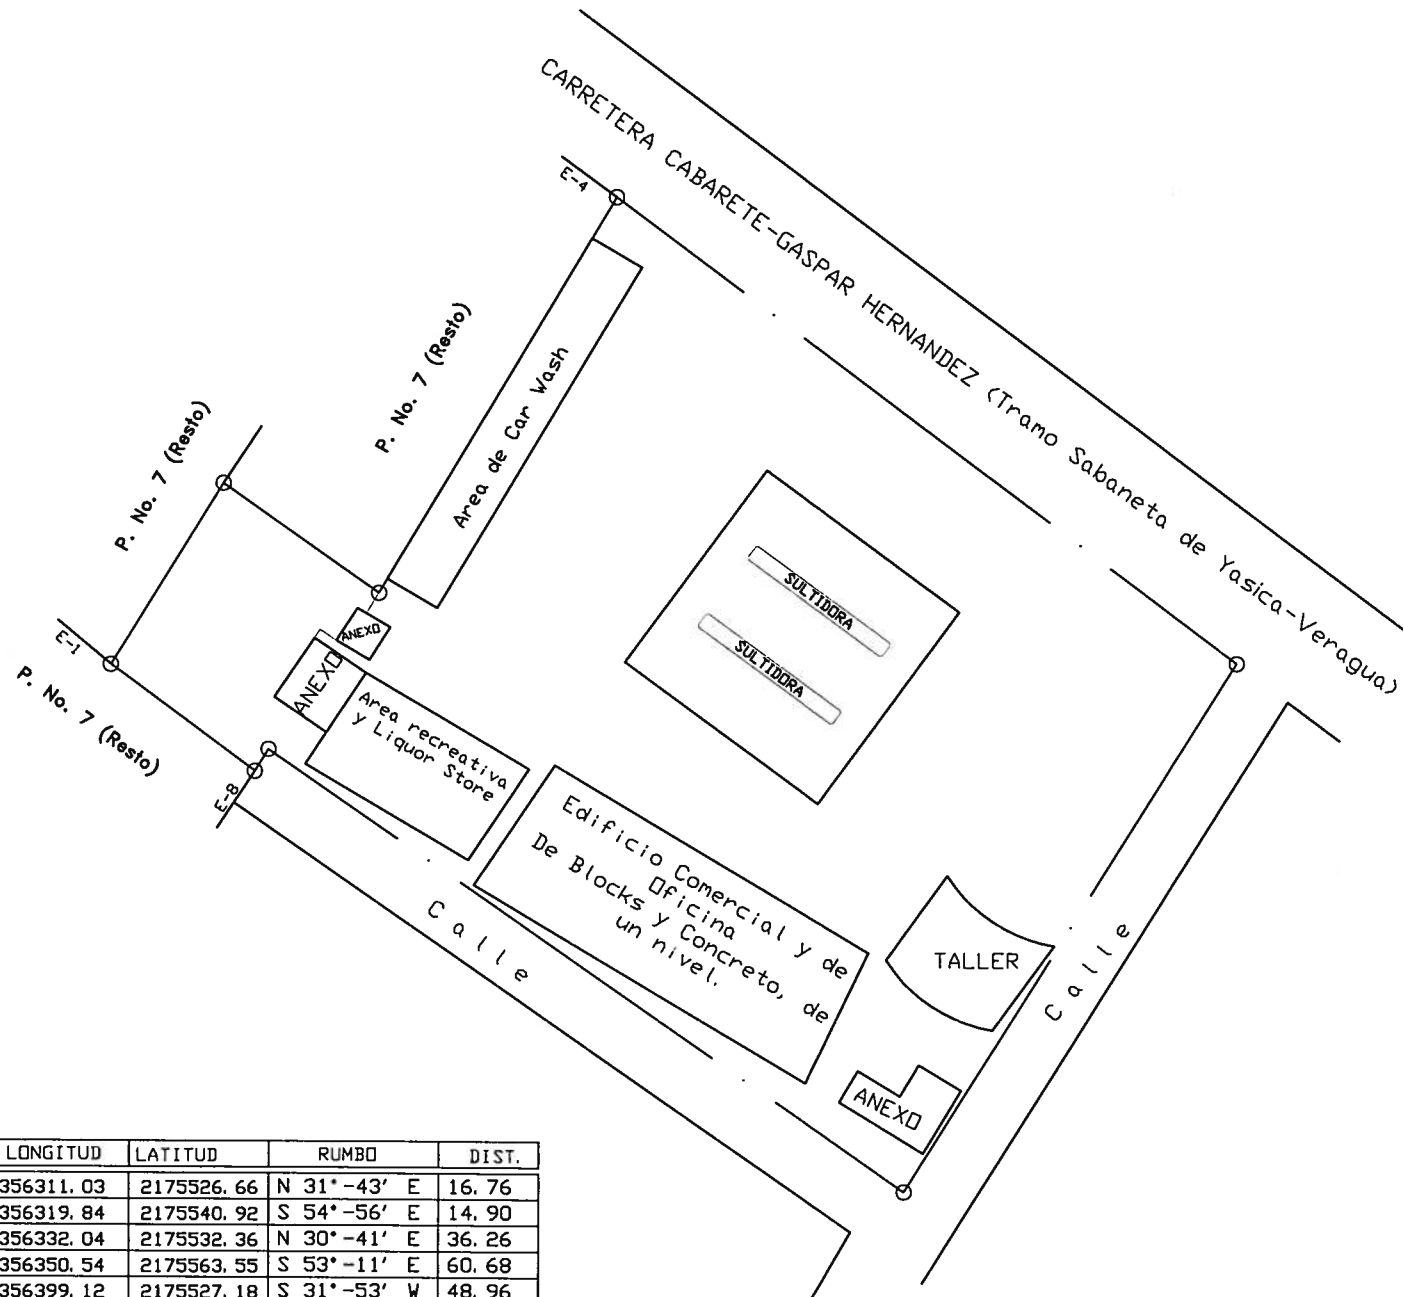 CARRETERA CABARETE-GASPAR HERNANDEZ (Tramo Sabaneta de Yasica-Veragua)
E-4
P. No. 7 (Resto)
Area de Car Wash
P. No. 7 (Resto)
SULTIDORA
SULTIDORA
ANEXO
ANEXO
E-1
P. No. 7 (Resto)
Area recreativa
y Liquor Store
E-8
Edificio Comercial y de
Oficina
De Blocks y Concreto, de
un nivel.
TALLER
ANEXO
Calle
Calle
LONGITUD LATITUD RUMBO DIST.
356311.03 2175526.66 N 31°-43' E 16.76
356319.84 2175540.92 S 54°-56' E 14.90
356332.04 2175532.36 N 30°-41' E 36.26
356350.54 2175563.55 S 53°-11' E 60.68
356399.12 2175527.18 S 31°-53' W 48.96